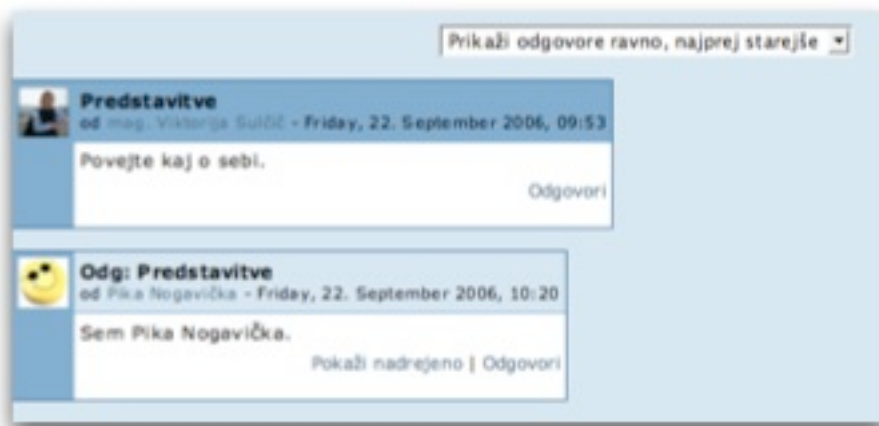 Prikaži odgovore ravno, najprej starejše
Predstavitve
od mag. Viktorija Sulčič - Friday, 22. September 2006, 09:53
Povejte kaj o sebi.
Odgovori
Odg: Predstavitve
od Pika Nogavička - Friday, 22. September 2006, 10:20
Sem Pika Nogavička.
Pokaži nadrejeno | Odgovori